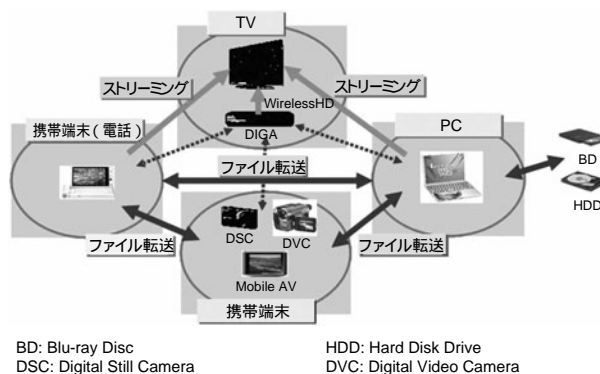 TV
ストリーミング
ストリーミング
WirelessHD
DIGA
携帯端末(電話)
PC
BD
HDD
ファイル転送
ファイル転送
ファイル転送
DSC
DVC
Mobile AV
携帯端末
BD: Blu-ray Disc
HDD: Hard Disk Drive
DSC: Digital Still Camera
DVC: Digital Video Camera